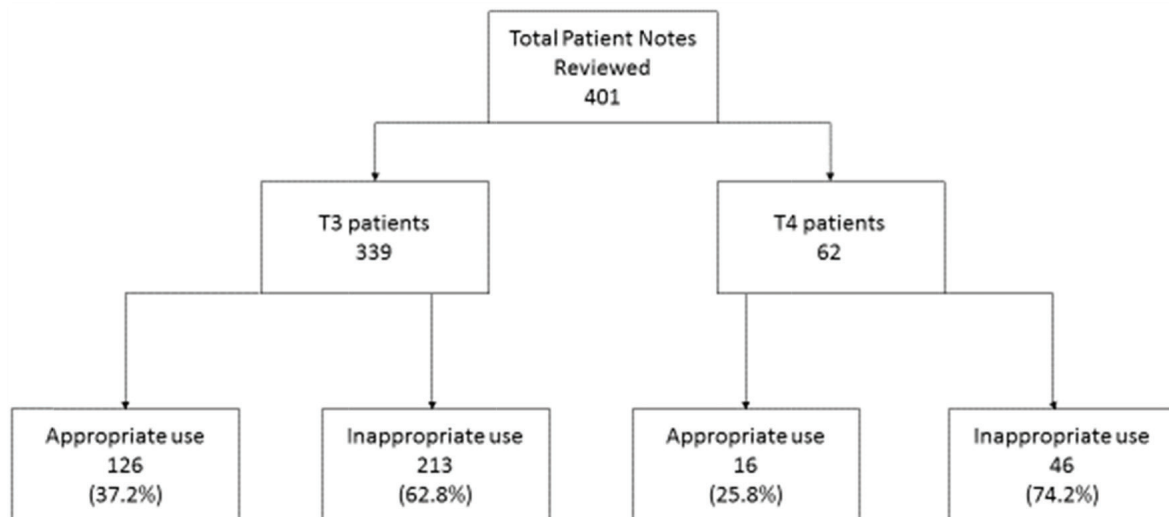 Total Patient Notes
Reviewed
401
T3 patients
339
T4 patients
62
Appropriate use
126
(37.2%)
Inappropriate use
213
(62.8%)
Appropriate use
16
(25.8%)
Inappropriate use
46
(74.2%)